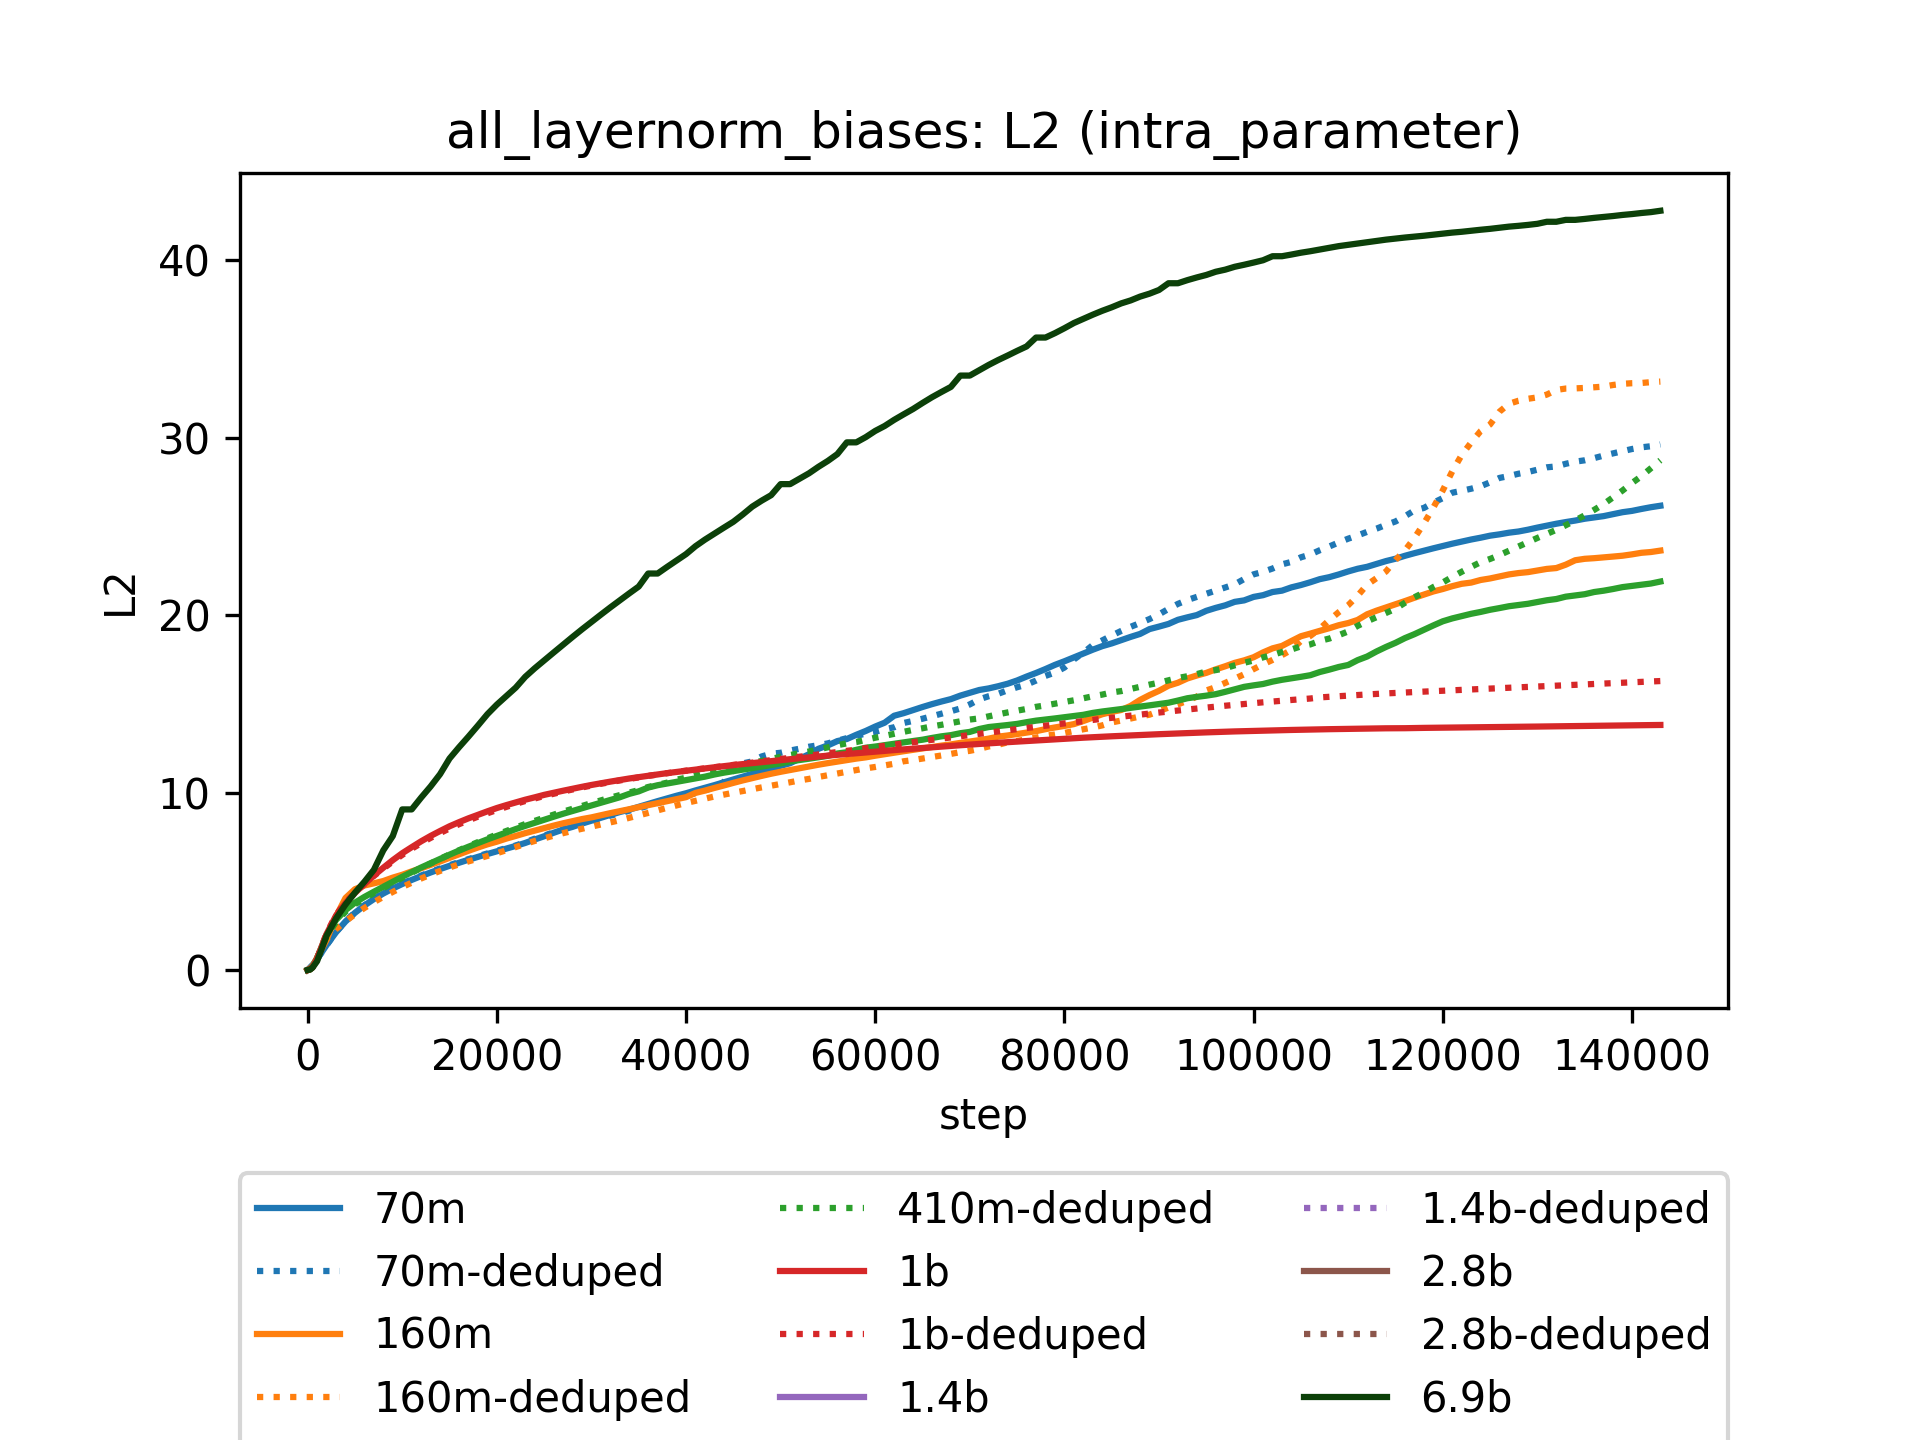 all_layernorm_biases: L2 (intra_parameter)
40
30
20
10
0
L2
0 20000 40000 60000 80000 100000 120000 140000
step
70m 410m-deduped 1.4b-deduped
70m-deduped 1b 2.8b
160m 1b-deduped 2.8b-deduped
160m-deduped 1.4b 6.9b